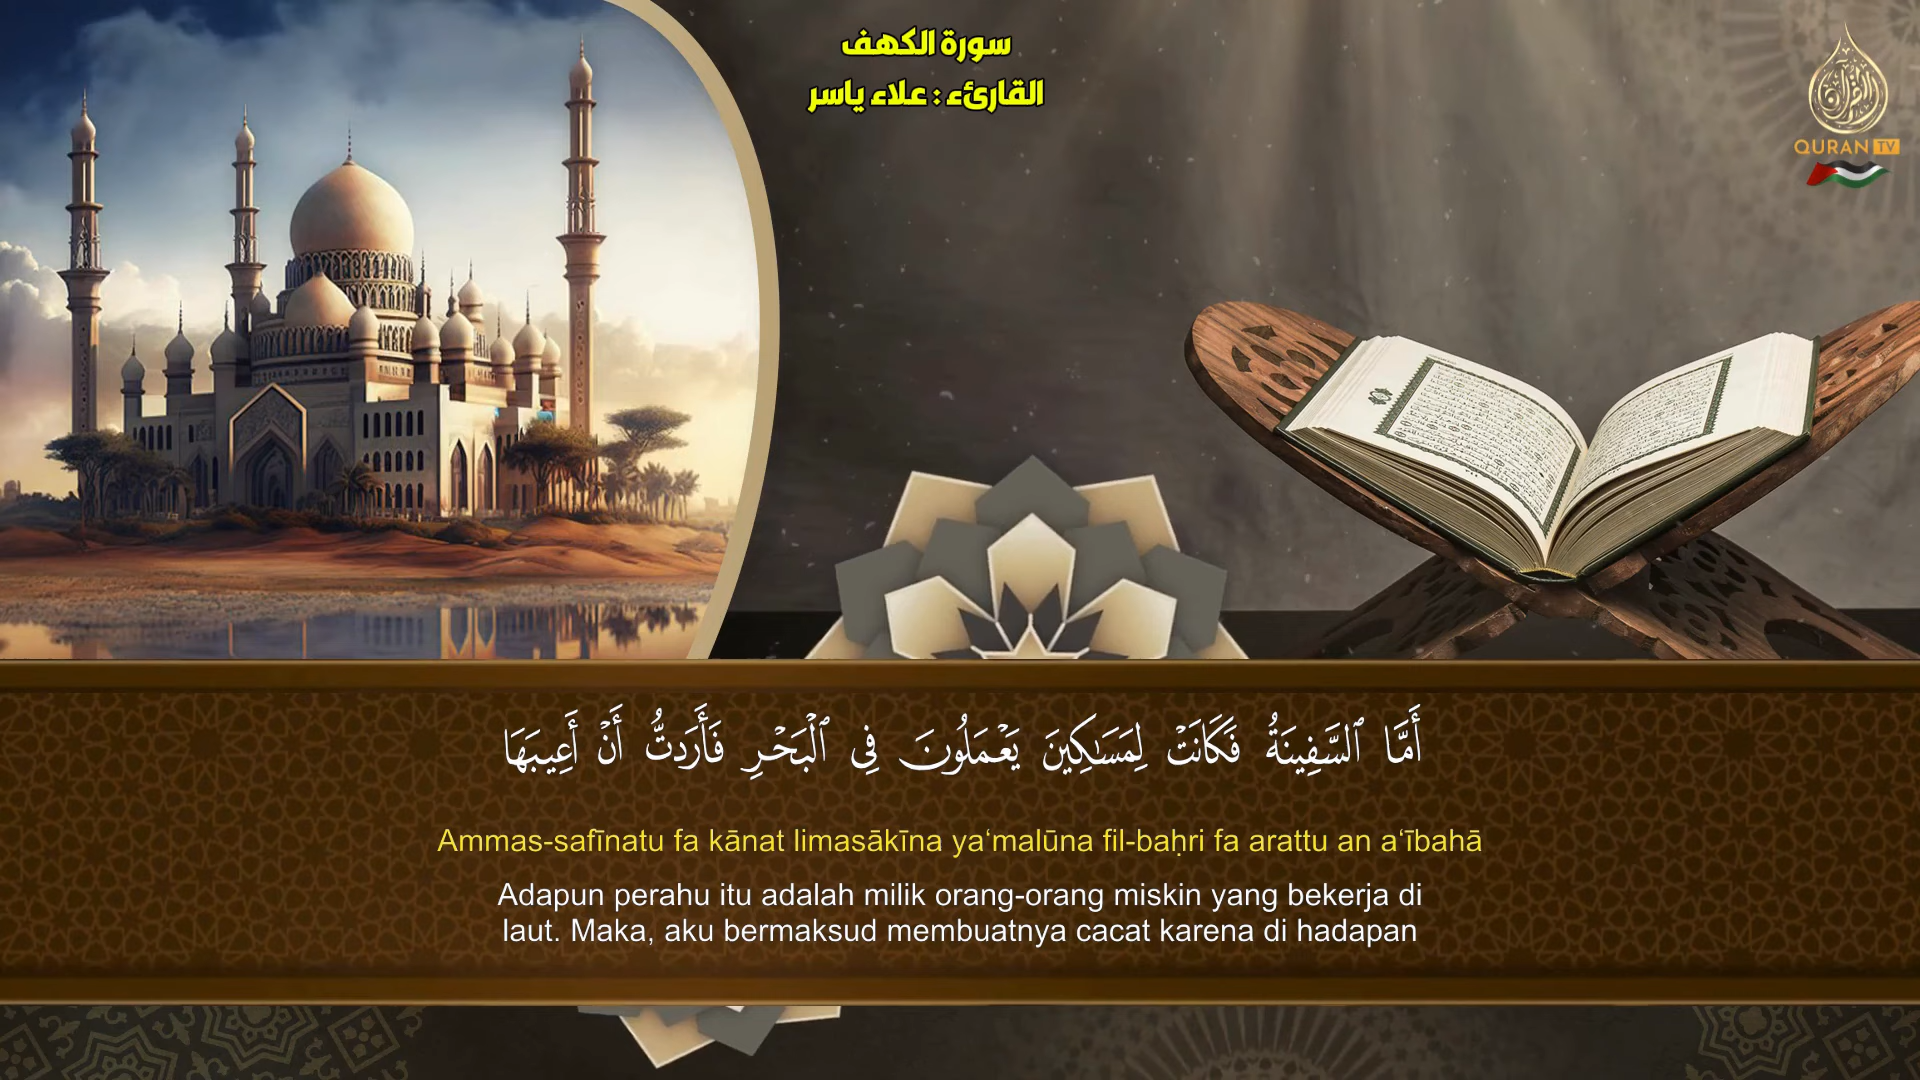 سورة الكهف
القارئء : علاء ياسر
QURAN TV
أَمَّا ٱلسَّفِينَةُ فَكَانَتْ لِمَسَـٰكِينَ يَعْمَلُونَ فِى ٱلْبَحْرِ فَأَرَدتُّ أَنْ أَعِيبَهَا
Ammas-safīnatu fa kānat limasākīna ya‘malūna fil-baḥri fa arattu an a‘ībahā
Adapun perahu itu adalah milik orang-orang miskin yang bekerja di
laut. Maka, aku bermaksud membuatnya cacat karena di hadapan